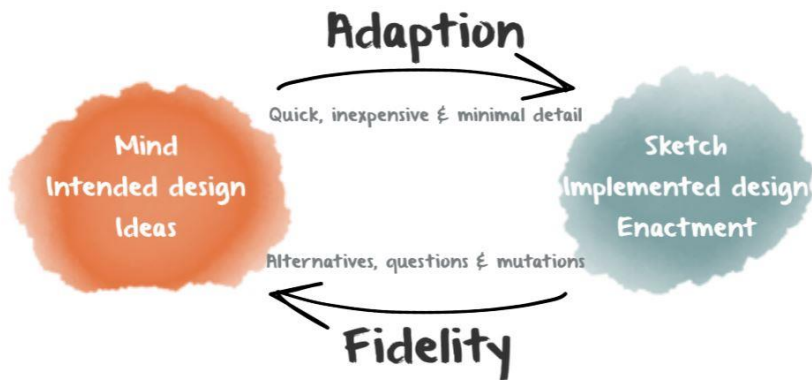 Adaption
Quick, inexpensive & minimal detail
Mind
Intended design
Ideas
Sketch
Implemented design
Enactment
Alternatives, questions & mutations
Fidelity